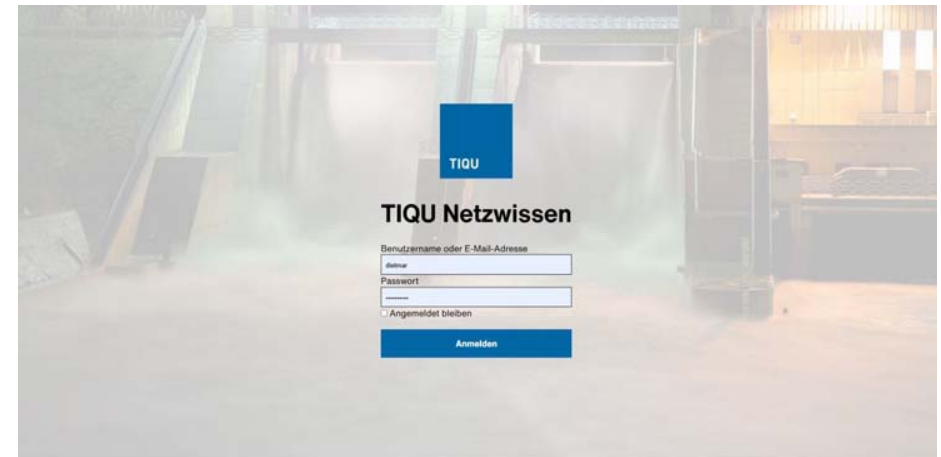 TIQU
TIQU Netzwissen
Benutzername oder E-Mail-Adresse
dietmar
Passwort
Angemeldet bleiben
Anmelden